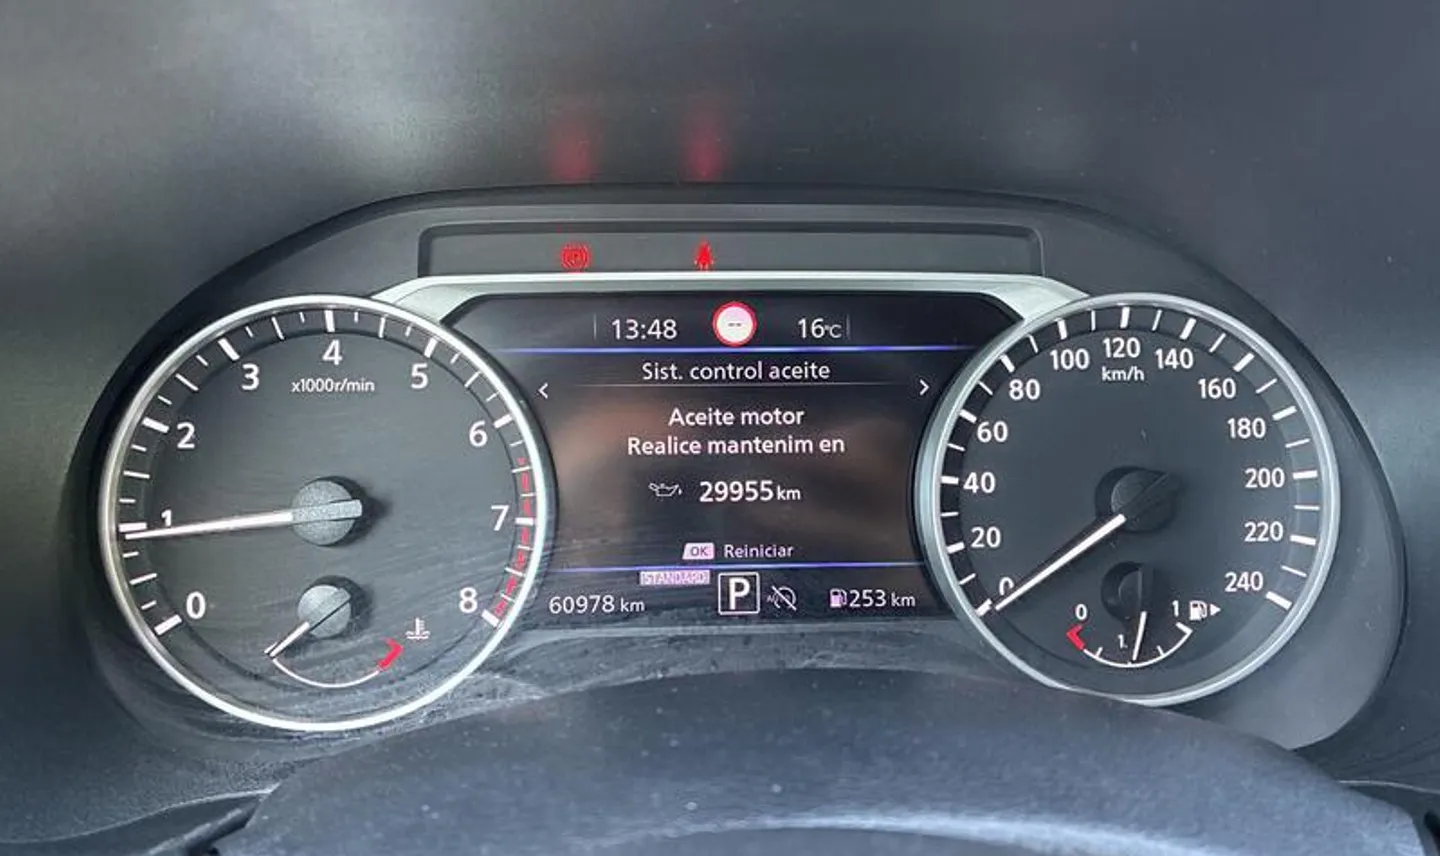 13:48 -- 16°C
Sist. control aceite
< >
Aceite motor
Realice mantenim en
29955 km
OK Reiniciar
STANDARD
60978 km P 253 km
0 1 2 3 4 5 6 7 8
x1000r/min
0 20 40 60 80 100 120 140 160 180 200 220 240
km/h
0 1